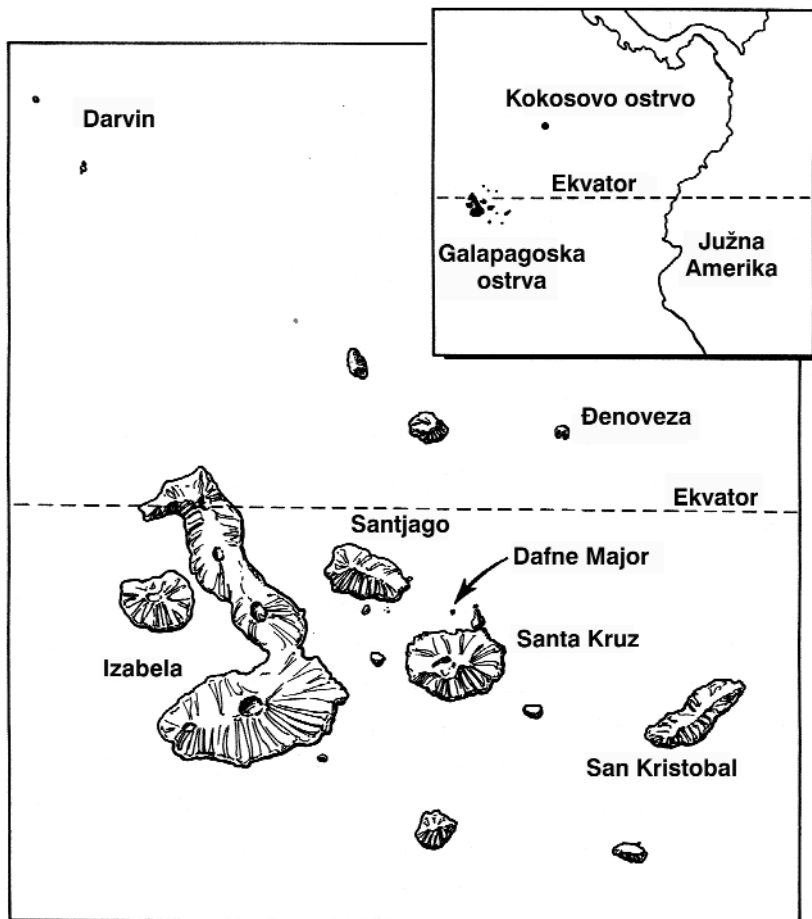 Darvin
Kokosovo ostrvo
Ekvator
Galapagoska
ostrva
Južna
Amerika
Đenoveza
Ekvator
Santjago
Dafne Major
Santa Kruz
Izabela
San Kristobal